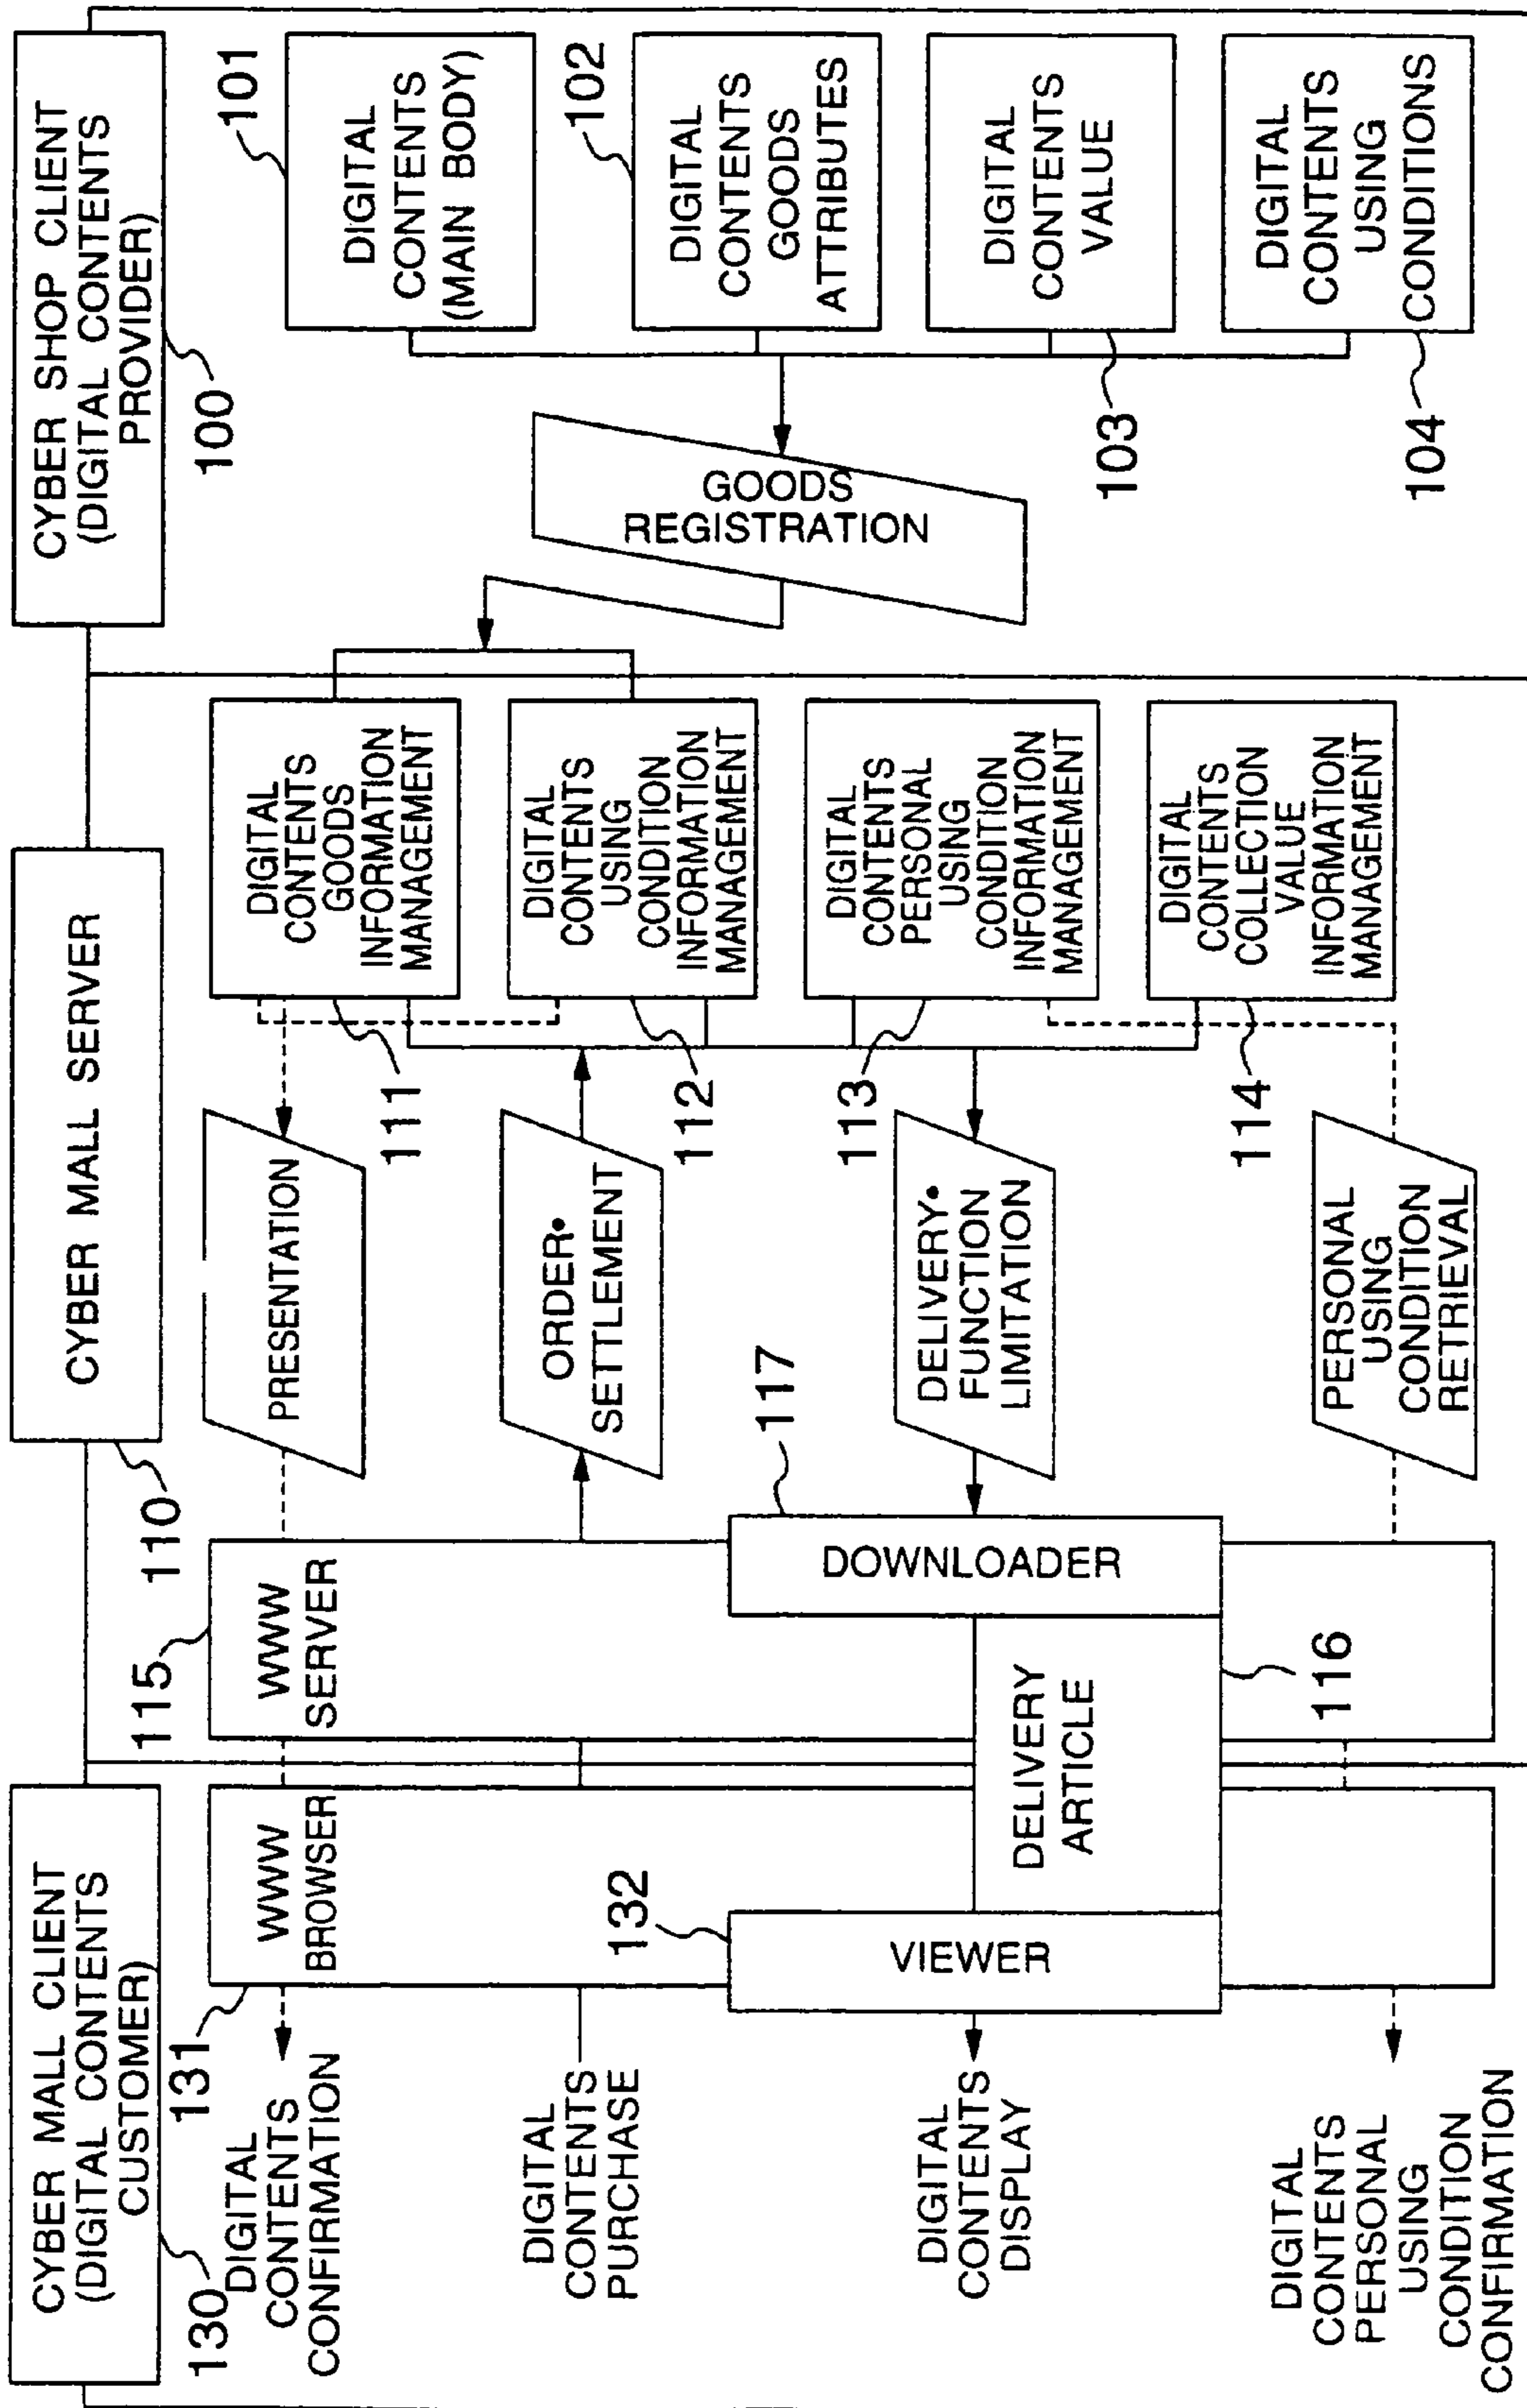 CYBER MALL CLIENT
(DIGITAL CONTENTS
CUSTOMER)
130
131
WWW
BROWSER
132
VIEWER
DIGITAL
CONTENTS
CONFIRMATION
DIGITAL
CONTENTS
PURCHASE
DIGITAL
CONTENTS
DISPLAY
DIGITAL
CONTENTS
PERSONAL
USING
CONDITION
CONFIRMATION
DELIVERY
ARTICLE
CYBER MALL SERVER
110
115
WWW
SERVER
116
DOWNLOADER
117
PRESENTATION
ORDER•
SETTLEMENT
DELIVERY•
FUNCTION
LIMITATION
PERSONAL
USING
CONDITION
RETRIEVAL
111
DIGITAL
CONTENTS
GOODS
INFORMATION
MANAGEMENT
112
DIGITAL
CONTENTS
USING
CONDITION
INFORMATION
MANAGEMENT
113
DIGITAL
CONTENTS
PERSONAL
USING
CONDITION
INFORMATION
MANAGEMENT
114
DIGITAL
CONTENTS
COLLECTION
VALUE
INFORMATION
MANAGEMENT
CYBER SHOP CLIENT
(DIGITAL CONTENTS
PROVIDER)
100
GOODS
REGISTRATION
101
DIGITAL
CONTENTS
(MAIN BODY)
102
DIGITAL
CONTENTS
GOODS
ATTRIBUTES
103
DIGITAL
CONTENTS
VALUE
104
DIGITAL
CONTENTS
USING
CONDITIONS